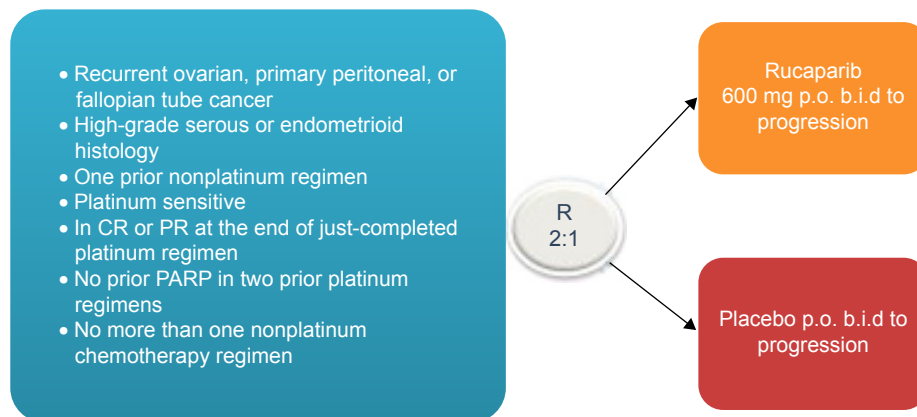 • Recurrent ovarian, primary peritoneal, or
fallopian tube cancer
• High-grade serous or endometrioid
histology
• One prior nonplatinum regimen
• Platinum sensitive
• In CR or PR at the end of just-completed
platinum regimen
• No prior PARP in two prior platinum
regimens
• No more than one nonplatinum
chemotherapy regimen
R
2:1
Rucaparib
600 mg p.o. b.i.d to
progression
Placebo p.o. b.i.d to
progression